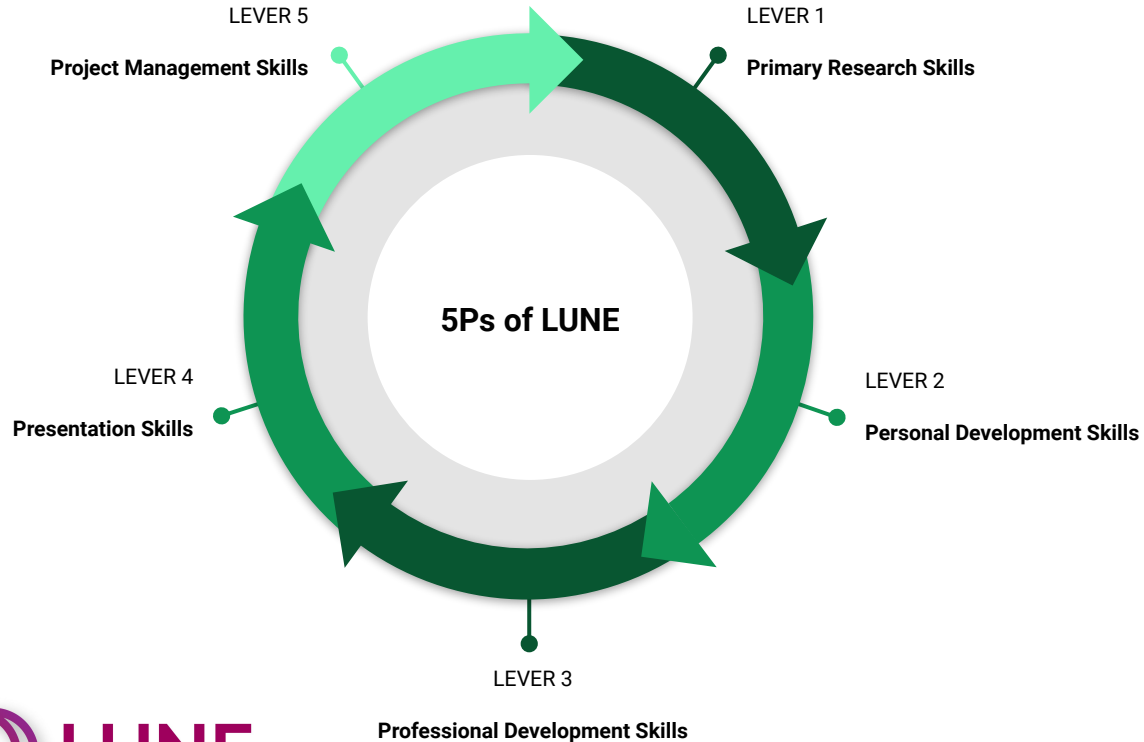 LEVER 5
Project Management Skills
LEVER 1
Primary Research Skills
5Ps of LUNE
LEVER 4
Presentation Skills
LEVER 2
Personal Development Skills
LEVER 3
Professional Development Skills
LUNE